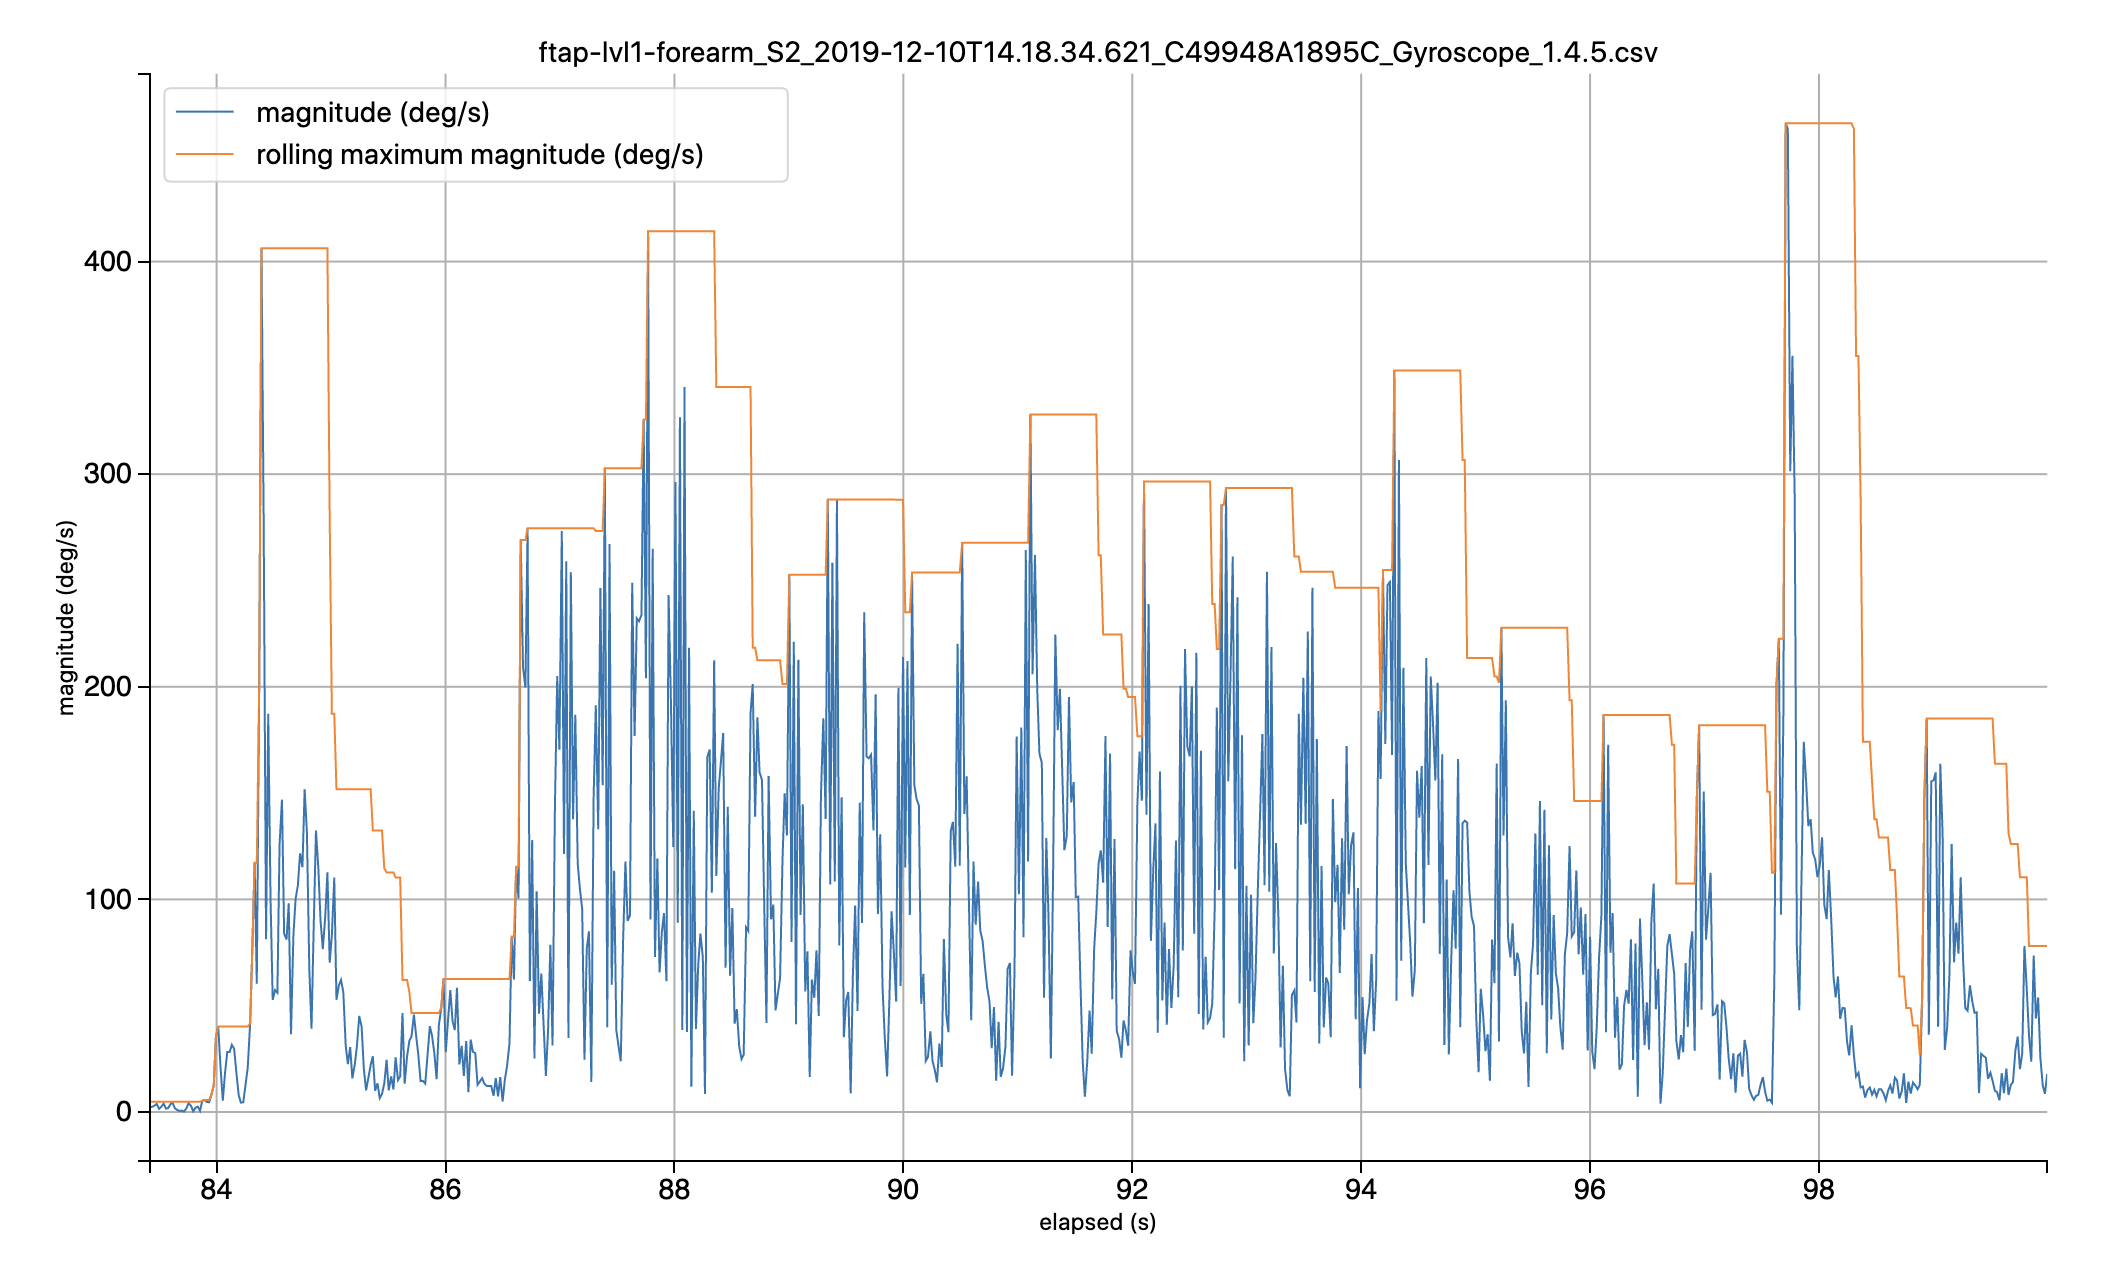 ftap-lvl1-forearm_S2_2019-12-10T14.18.34.621_C49948A1895C_Gyroscope_1.4.5.csv
magnitude (deg/s)
rolling maximum magnitude (deg/s)
400
300
200
100
0
magnitude (deg/s)
84 86 88 90 92 94 96 98
elapsed (s)